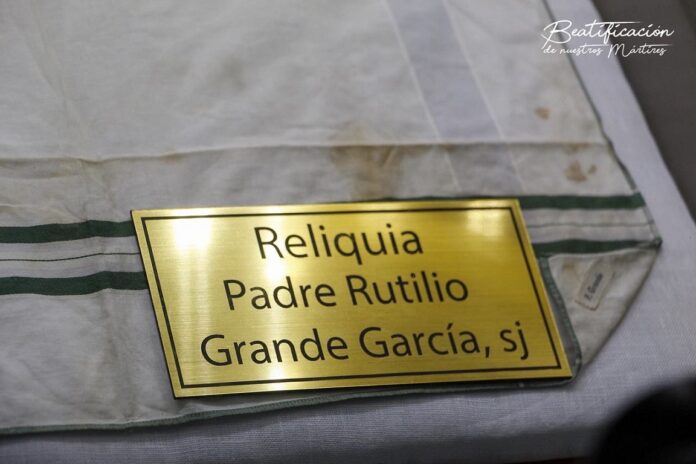 Beatificación
de nuestros Mártires
Reliquia
Padre Rutilio
Grande García, sj